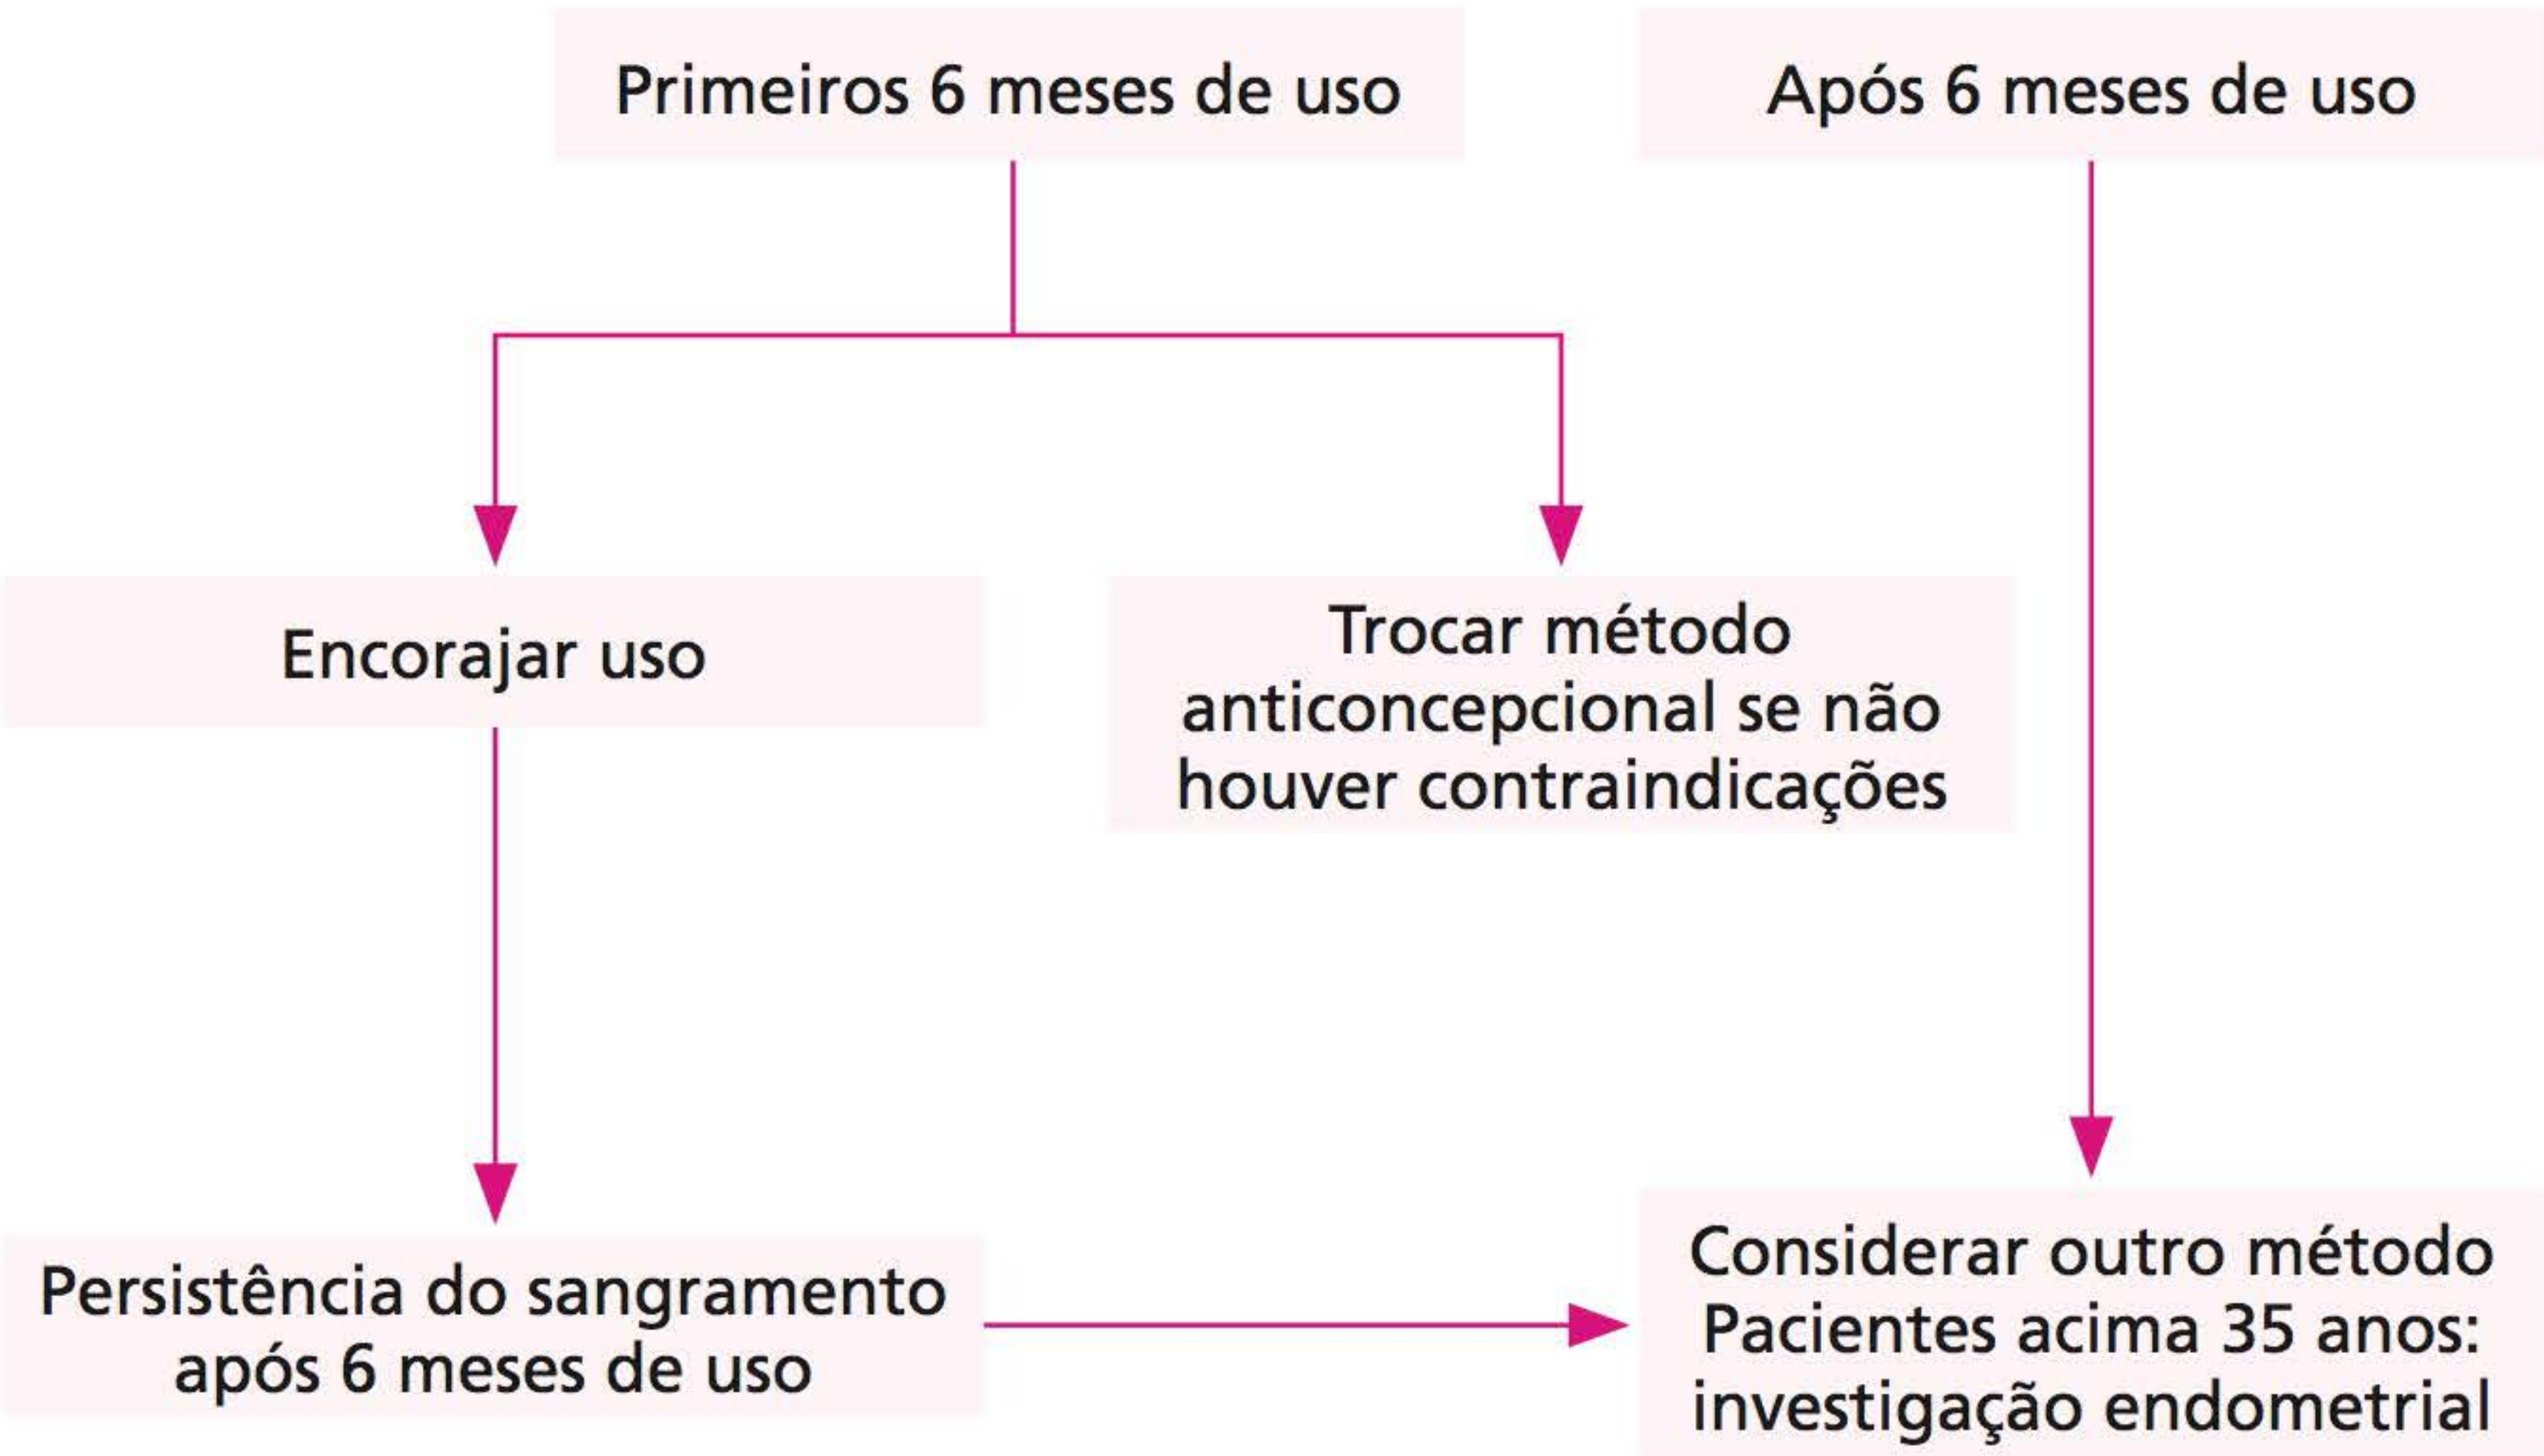 Primeiros 6 meses de uso
Após 6 meses de uso
Encorajar uso
Trocar método
anticoncepcional se não
houver contraindicações
Persistência do sangramento
após 6 meses de uso
Considerar outro método
Pacientes acima 35 anos:
investigação endometrial